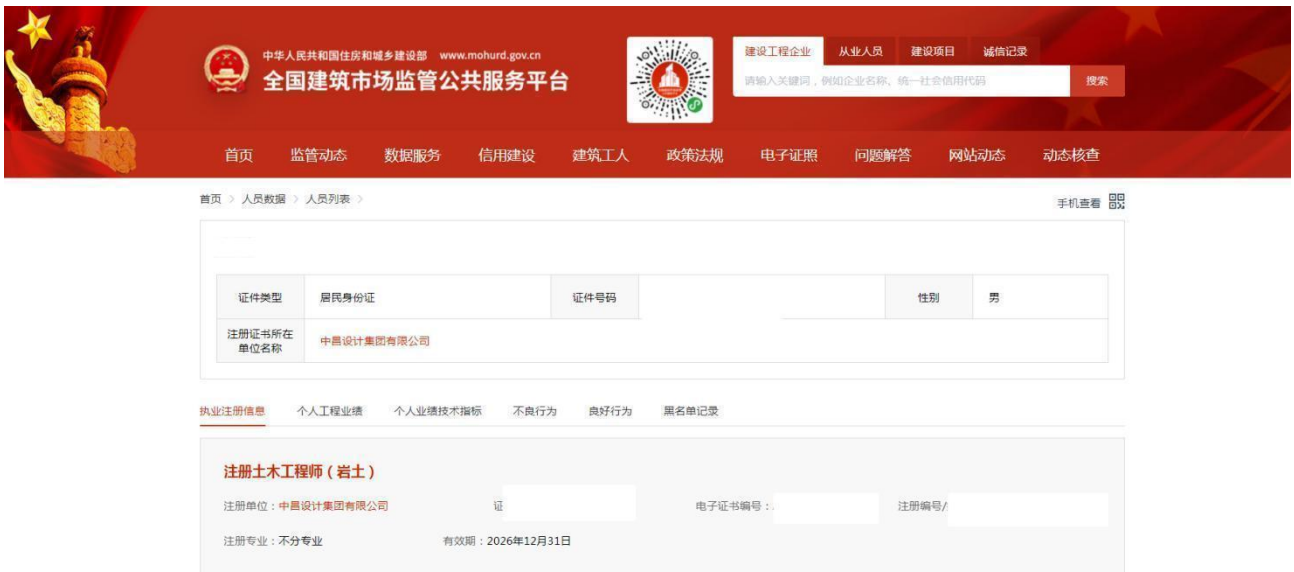 中华人民共和国住房和城乡建设部 www.mohurd.gov.cn
全国建筑市场监管公共服务平台
建设工程企业 从业人员 建设项目 诚信记录
请输入关键词，例如企业名称、统一社会信用代码 搜索
首页 监管动态 数据服务 信用建设 建筑工人 政策法规 电子证照 问题解答 网站动态 动态核查
首页 > 人员数据 > 人员列表 >
手机查看
证件类型 居民身份证 证件号码 性别 男
注册证书所在
单位名称
中昌设计集团有限公司
执业注册信息 个人工程业绩 个人业绩技术指标 不良行为 良好行为 黑名单记录
注册土木工程师（岩土）
注册单位：中昌设计集团有限公司 证 电子证书编号： 注册编号/
注册专业：不分专业 有效期：2026年12月31日